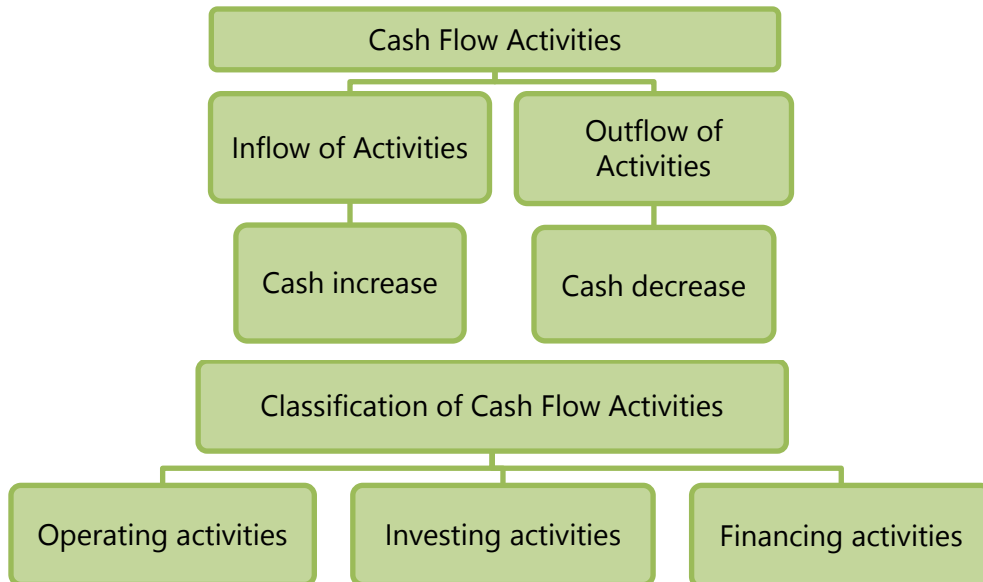 Cash Flow Activities
Inflow of Activities
Outflow of
Activities
Cash increase
Cash decrease
Classification of Cash Flow Activities
Operating activities
Investing activities
Financing activities